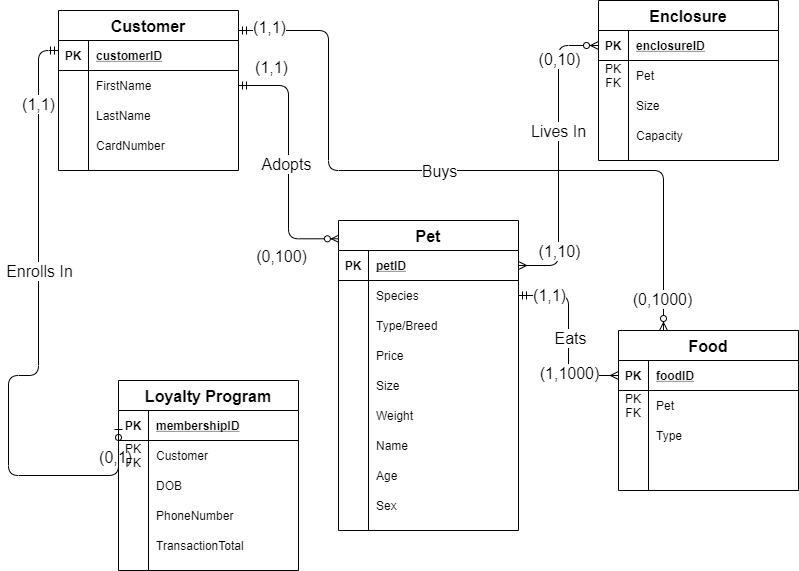 Customer
PK customerID
FirstName
LastName
CardNumber
(1,1)
(1,1)
(1,1)
Enclosure
PK enclosureID
PK
FK
Pet
Size
Capacity
(0,10)
Lives In
(1,10)
Adopts
(0,100)
Buys
(0,1000)
Enrolls In
Pet
PK petID
Species
Type/Breed
Price
Size
Weight
Name
Age
Sex
(1,1)
Eats
(1,1000)
Food
PK foodID
PK
FK
Pet
Type
Loyalty Program
PK membershipID
(0,1)
PK
FK
Customer
DOB
PhoneNumber
TransactionTotal